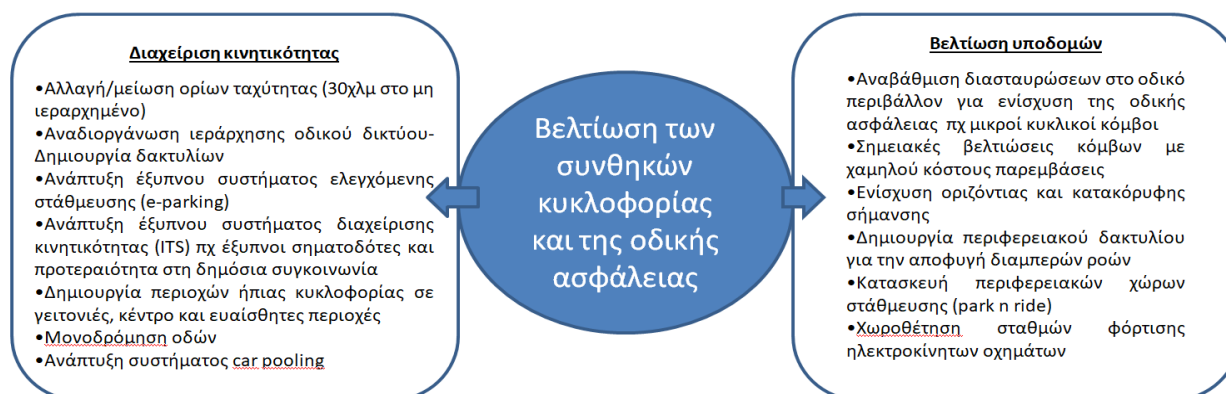 Διαχείριση κινητικότητας
•Αλλαγή/μείωση ορίων ταχύτητας (30χλμ στο μη
ιεραρχημένο)
•Αναδιοργάνωση ιεράρχησης οδικού δικτύου-
Δημιουργία δακτυλίων
•Ανάπτυξη έξυπνου συστήματος ελεγχόμενης
στάθμευσης (e-parking)
•Ανάπτυξη έξυπνου συστήματος διαχείρισης
κινητικότητας (ITS) πχ έξυπνοι σηματοδότες και
προτεραιότητα στη δημόσια συγκοινωνία
•Δημιουργία περιοχών ήπιας κυκλοφορίας σε
γειτονιές, κέντρο και ευαίσθητες περιοχές
•Μονοδρόμηση οδών
•Ανάπτυξη συστήματος car pooling
Βελτίωση των
συνθηκών
κυκλοφορίας
και της οδικής
ασφάλειας
Βελτίωση υποδομών
•Αναβάθμιση διασταυρώσεων στο οδικό
περιβάλλον για ενίσχυση της οδικής
ασφάλειας πχ μικροί κυκλικοί κόμβοι
•Σημειακές βελτιώσεις κόμβων με
χαμηλού κόστους παρεμβάσεις
•Ενίσχυση οριζόντιας και κατακόρυφης
σήμανσης
•Δημιουργία περιφερειακού δακτυλίου
για την αποφυγή διαμπερών ροών
•Κατασκευή περιφερειακών χώρων
στάθμευσης (park n ride)
•Χωροθέτηση σταθμών φόρτισης
ηλεκτροκίνητων οχημάτων